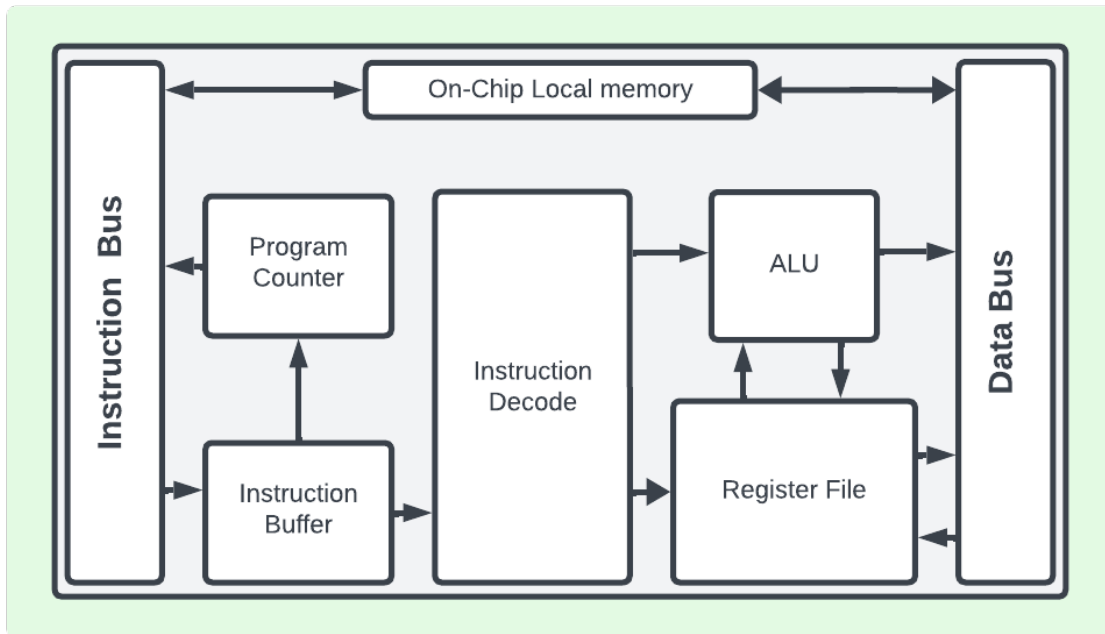 On-Chip Local memory
Instruction Bus
Program
Counter
Instruction
Buffer
Instruction
Decode
ALU
Register File
Data Bus